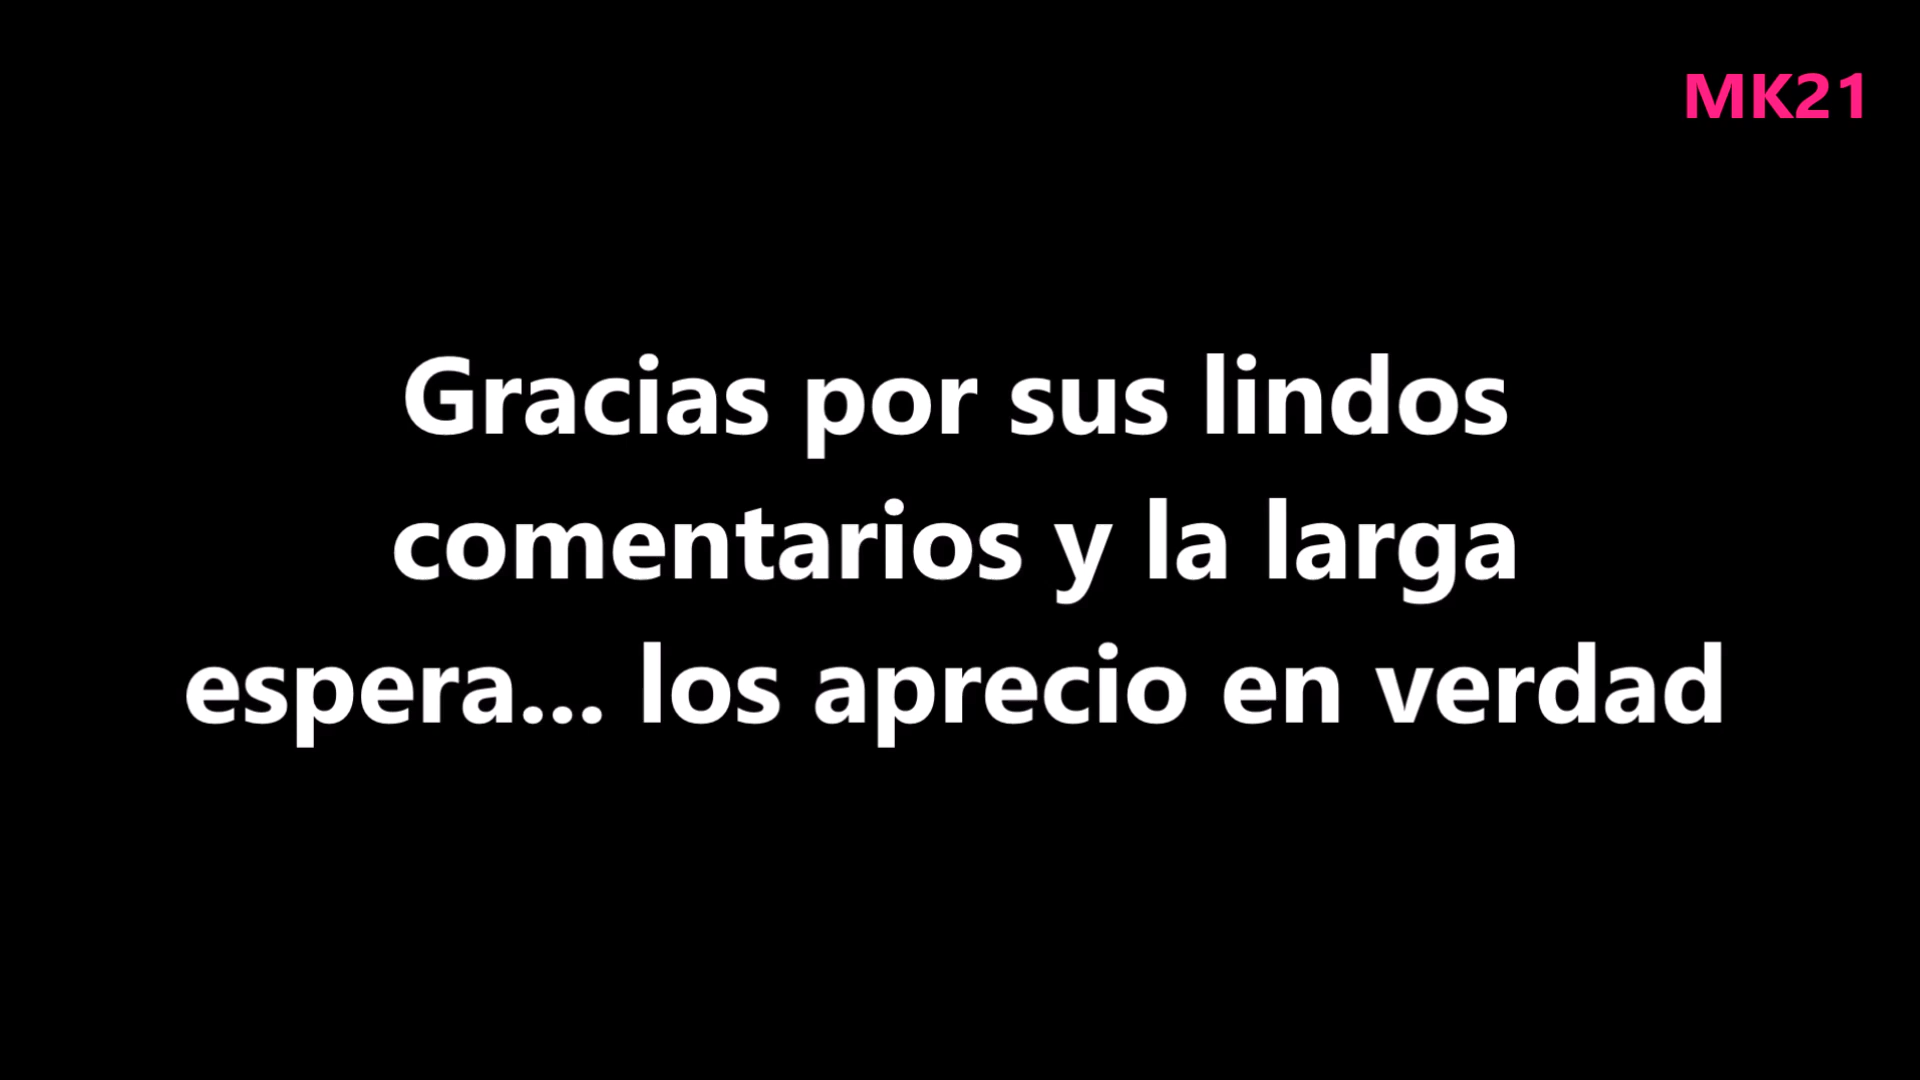 MK21
Gracias por sus lindos
comentarios y la larga
espera... los aprecio en verdad